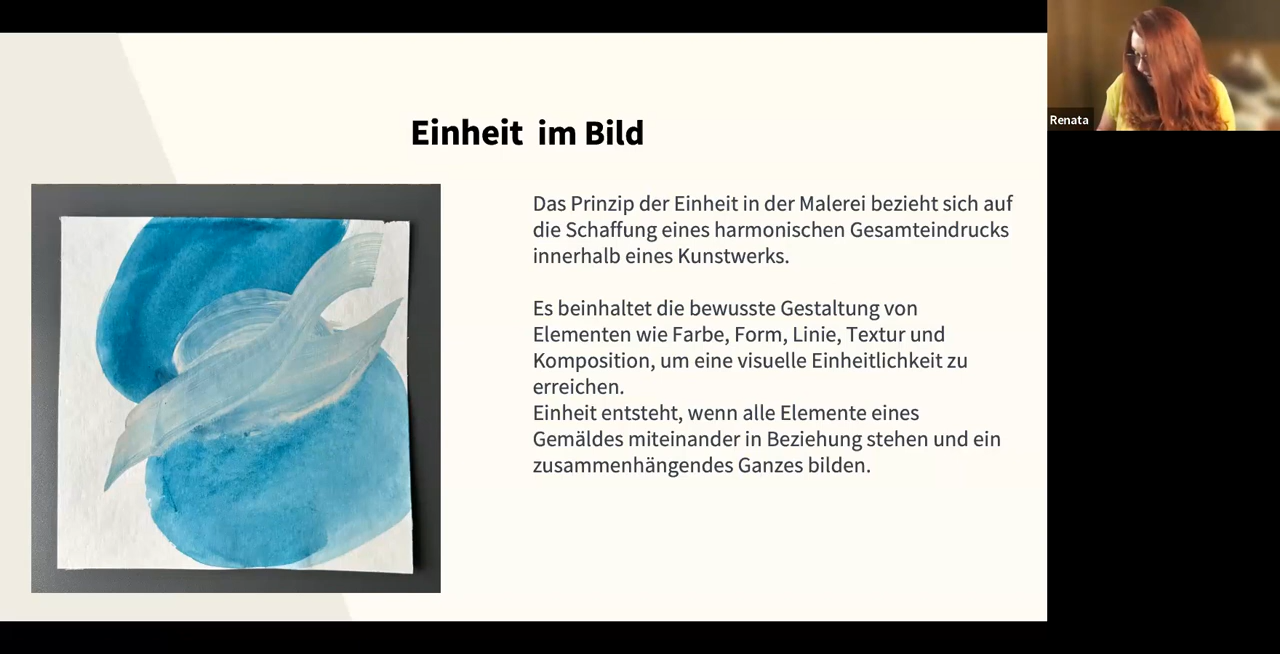 Einheit  im Bild
Das Prinzip der Einheit in der Malerei bezieht sich auf
die Schaffung eines harmonischen Gesamteindrucks
innerhalb eines Kunstwerks.
Es beinhaltet die bewusste Gestaltung von
Elementen wie Farbe, Form, Linie, Textur und
Komposition, um eine visuelle Einheitlichkeit zu
erreichen.
Einheit entsteht, wenn alle Elemente eines
Gemäldes miteinander in Beziehung stehen und ein
zusammenhängendes Ganzes bilden.
Renata